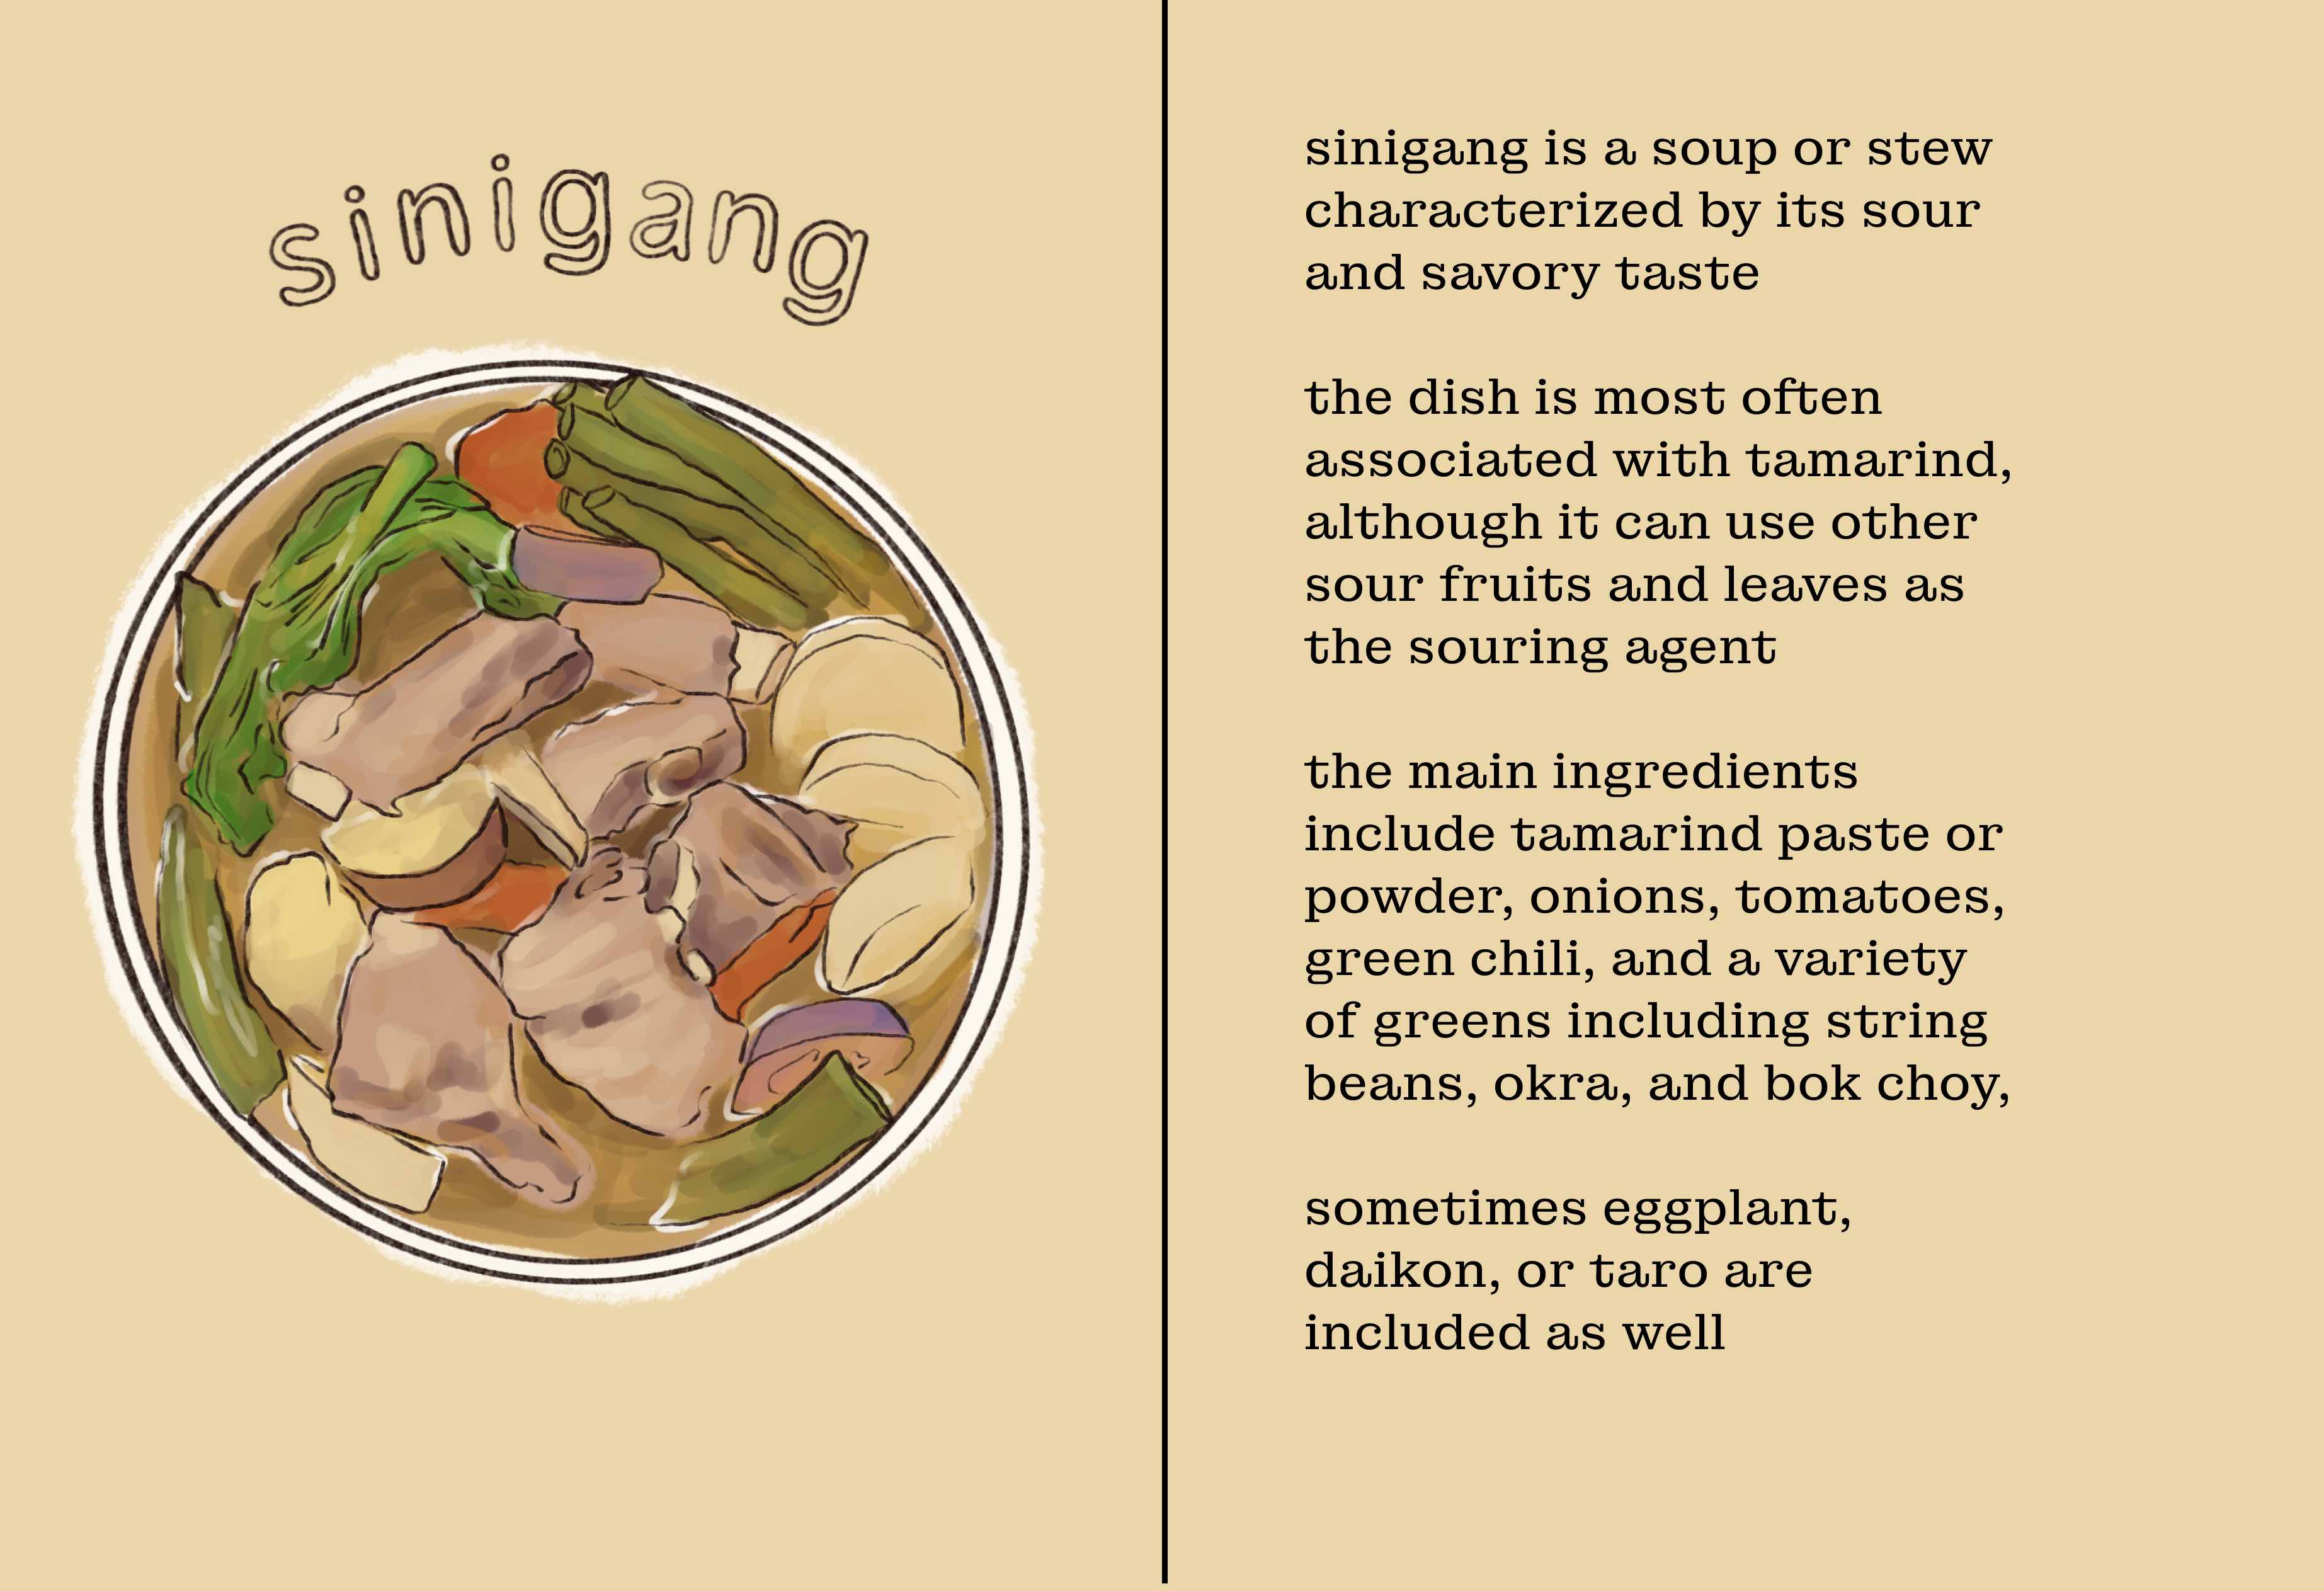 sinigang
sinigang is a soup or stew
characterized by its sour
and savory taste
the dish is most often
associated with tamarind,
although it can use other
sour fruits and leaves as
the souring agent
the main ingredients
include tamarind paste or
powder, onions, tomatoes,
green chili, and a variety
of greens including string
beans, okra, and bok choy,
sometimes eggplant,
daikon, or taro are
included as well